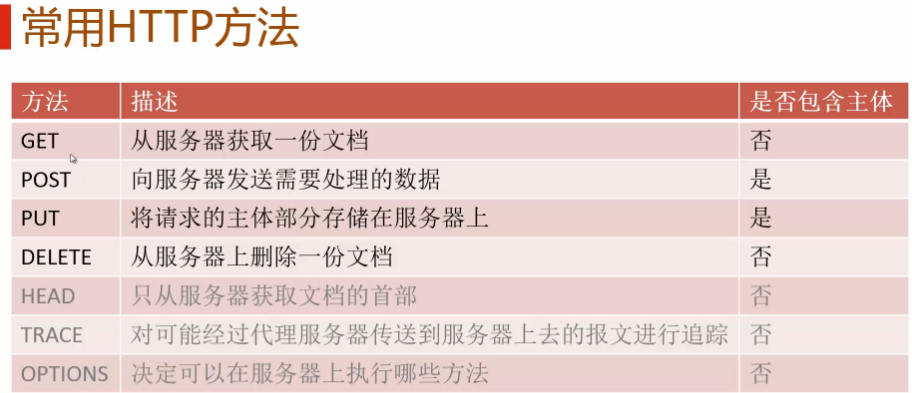 常用HTTP方法
方法 描述 是否包含主体
GET 从服务器获取一份文档 否
POST 向服务器发送需要处理的数据 是
PUT 将请求的主体部分存储在服务器上 是
DELETE 从服务器上删除一份文档 否
HEAD 只从服务器获取文档的首部 否
TRACE 对可能经过代理服务器传送到服务器上去的报文进行追踪 否
OPTIONS 决定可以在服务器上执行哪些方法 否